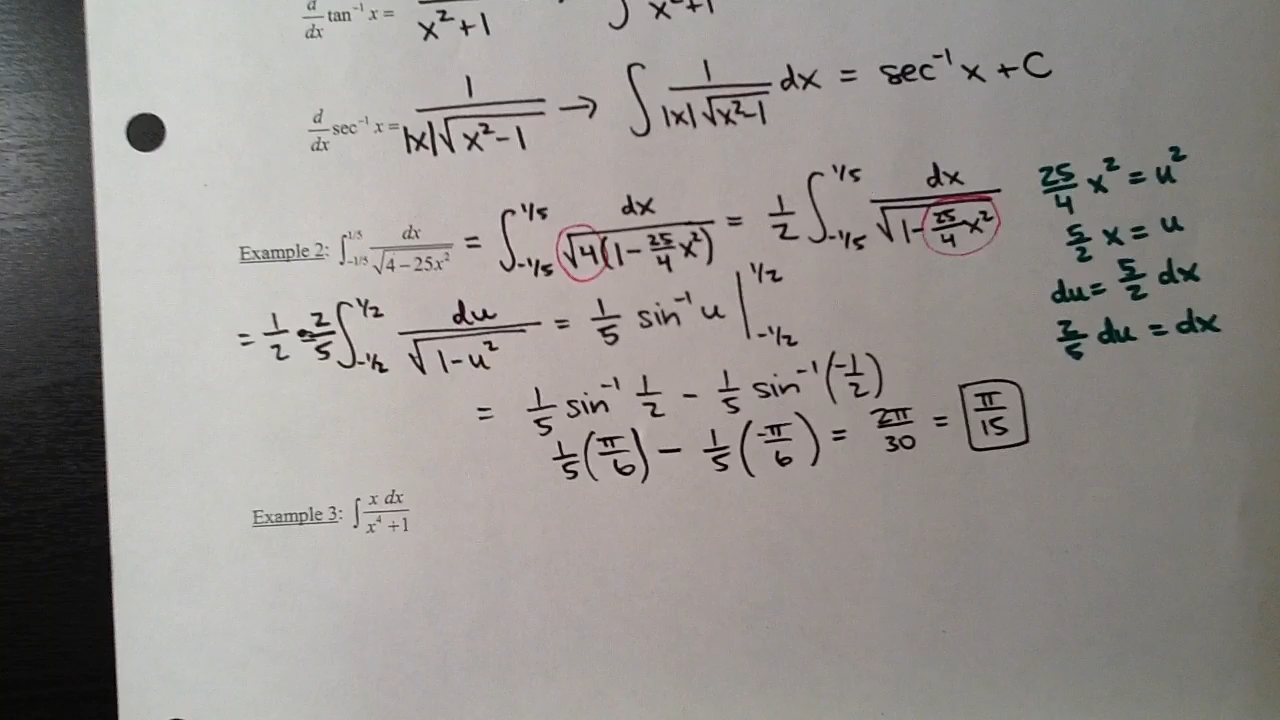 d/dx tan⁻¹ x = /x²+1 ∫ x²+1
d/dx sec⁻¹ x = 1/(|x|√(x²-1)) → ∫ 1/(|x|√(x²-1)) dx = sec⁻¹ x + C
Example 2: ∫_{-1/5}^{1/5} dx/√(4-25x²) = ∫_{-1/5}^{1/5} dx/√(4(1-25/4 x²)) = 1/2 ∫_{-1/5}^{1/5} dx/√(1-25/4 x²)
25/4 x² = u²
5/2 x = u
du = 5/2 dx
2/5 du = dx
= 1/2 · 2/5 ∫_{-1/2}^{1/2} du/√(1-u²) = 1/5 sin⁻¹ u |_{-1/2}^{1/2}
= 1/5 sin⁻¹ 1/2 - 1/5 sin⁻¹(-1/2)
1/5(π/6) - 1/5(-π/6) = 2π/30 = π/15
Example 3: ∫ x dx/(x⁴+1)